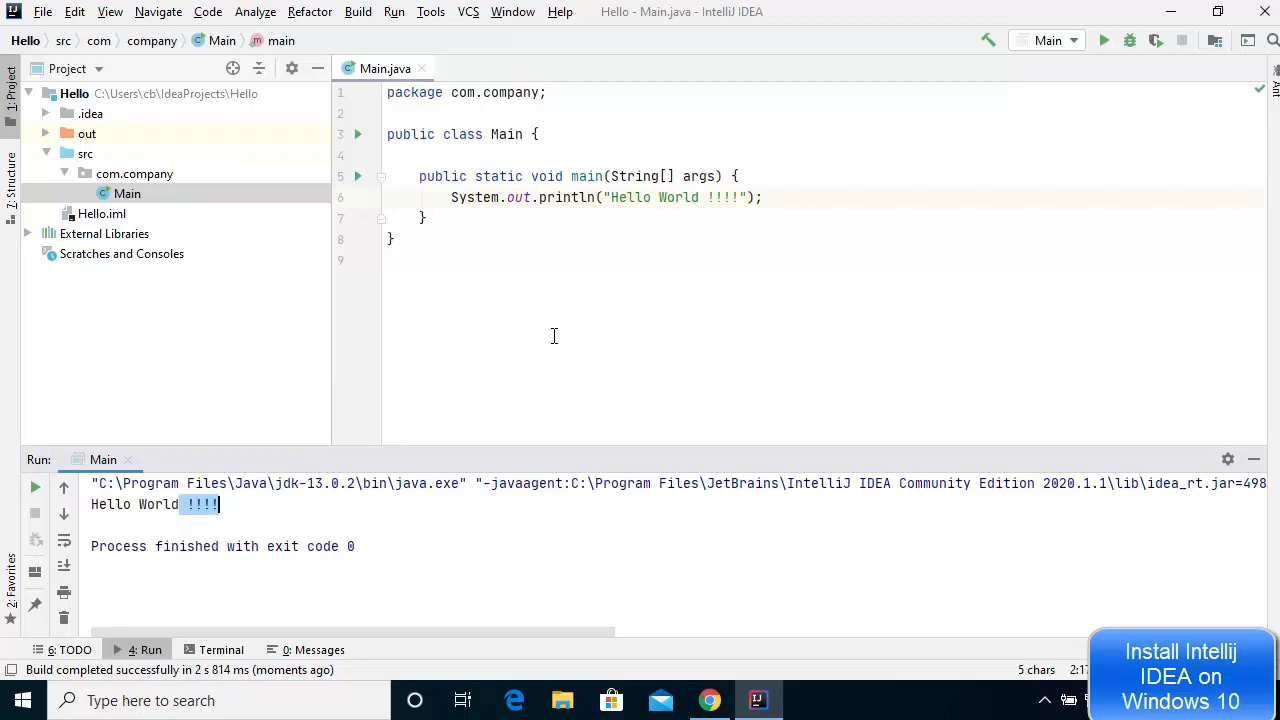 File Edit View Navigate Code Analyze Refactor Build Run Tools VCS Window Help Hello - Main.java - IntelliJ IDEA
Hello src com company Main main Main
1: Project
Project
Main.java
Ant
Hello C:\Users\cb\IdeaProjects\Hello
.idea
out
src
com.company
Main
Hello.iml
External Libraries
Scratches and Consoles
7: Structure
1 package com.company;
2
3 public class Main {
4
5 public static void main(String[] args) {
6 System.out.println("Hello World !!!!");
7 }
8 }
9
Run: Main
"C:\Program Files\Java\jdk-13.0.2\bin\java.exe" "-javaagent:C:\Program Files\JetBrains\IntelliJ IDEA Community Edition 2020.1.1\lib\idea_rt.jar=498
Hello World !!!!
Process finished with exit code 0
2: Favorites
6: TODO 4: Run Terminal 0: Messages
Build completed successfully in 2 s 814 ms (moments ago) 5 chars 2:17
Type here to search
Install Intellij
IDEA on
Windows 10